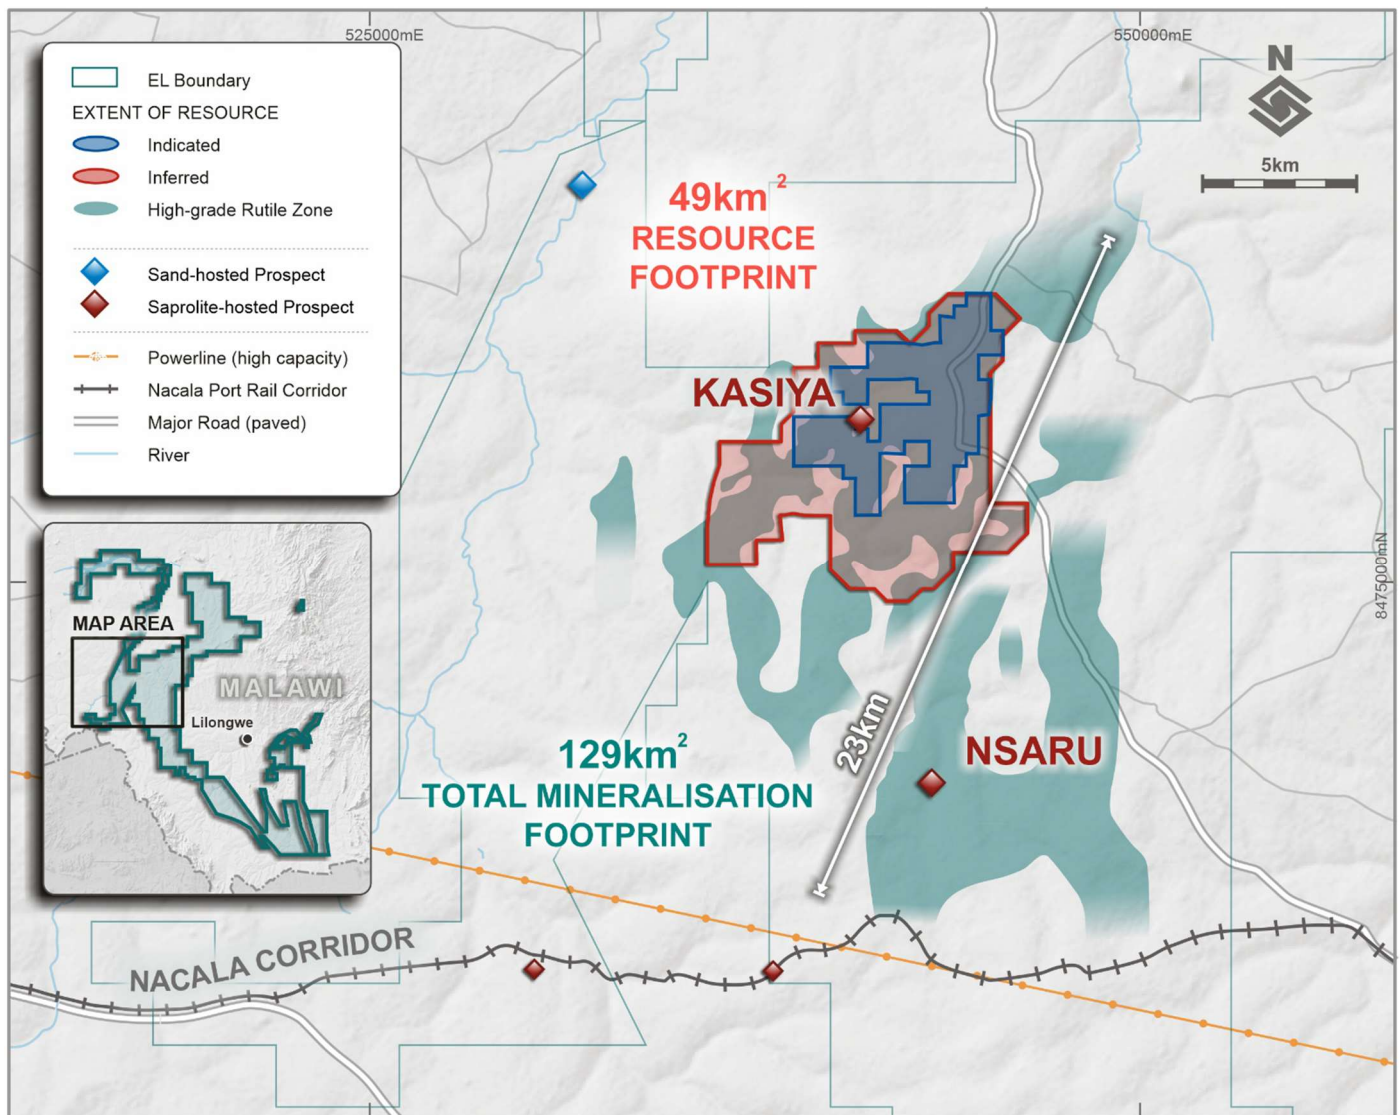 525000mE
550000mE
EL Boundary
EXTENT OF RESOURCE
Indicated
Inferred
High-grade Rutile Zone
Sand-hosted Prospect
Saprolite-hosted Prospect
Powerline (high capacity)
Nacala Port Rail Corridor
Major Road (paved)
River
N
5km
49km²
RESOURCE
FOOTPRINT
KASIYA
8475000mN
MAP AREA
MALAWI
Lilongwe
23km
NSARU
129km²
TOTAL MINERALISATION
FOOTPRINT
NACALA CORRIDOR